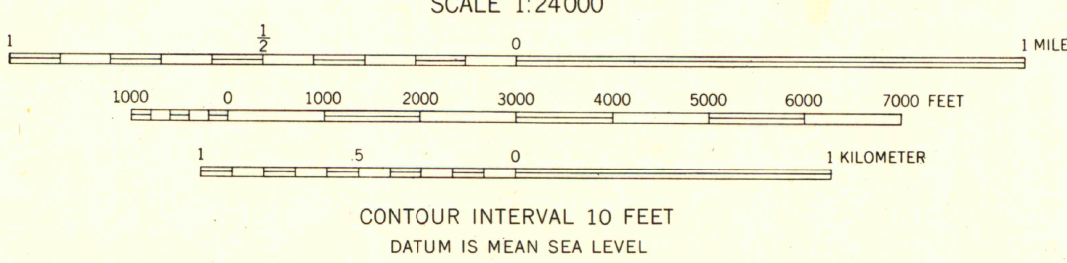 SCALE 1:24000
1 1/2 0 1 MILE
1000 0 1000 2000 3000 4000 5000 6000 7000 FEET
1 .5 0 1 KILOMETER
CONTOUR INTERVAL 10 FEET
DATUM IS MEAN SEA LEVEL